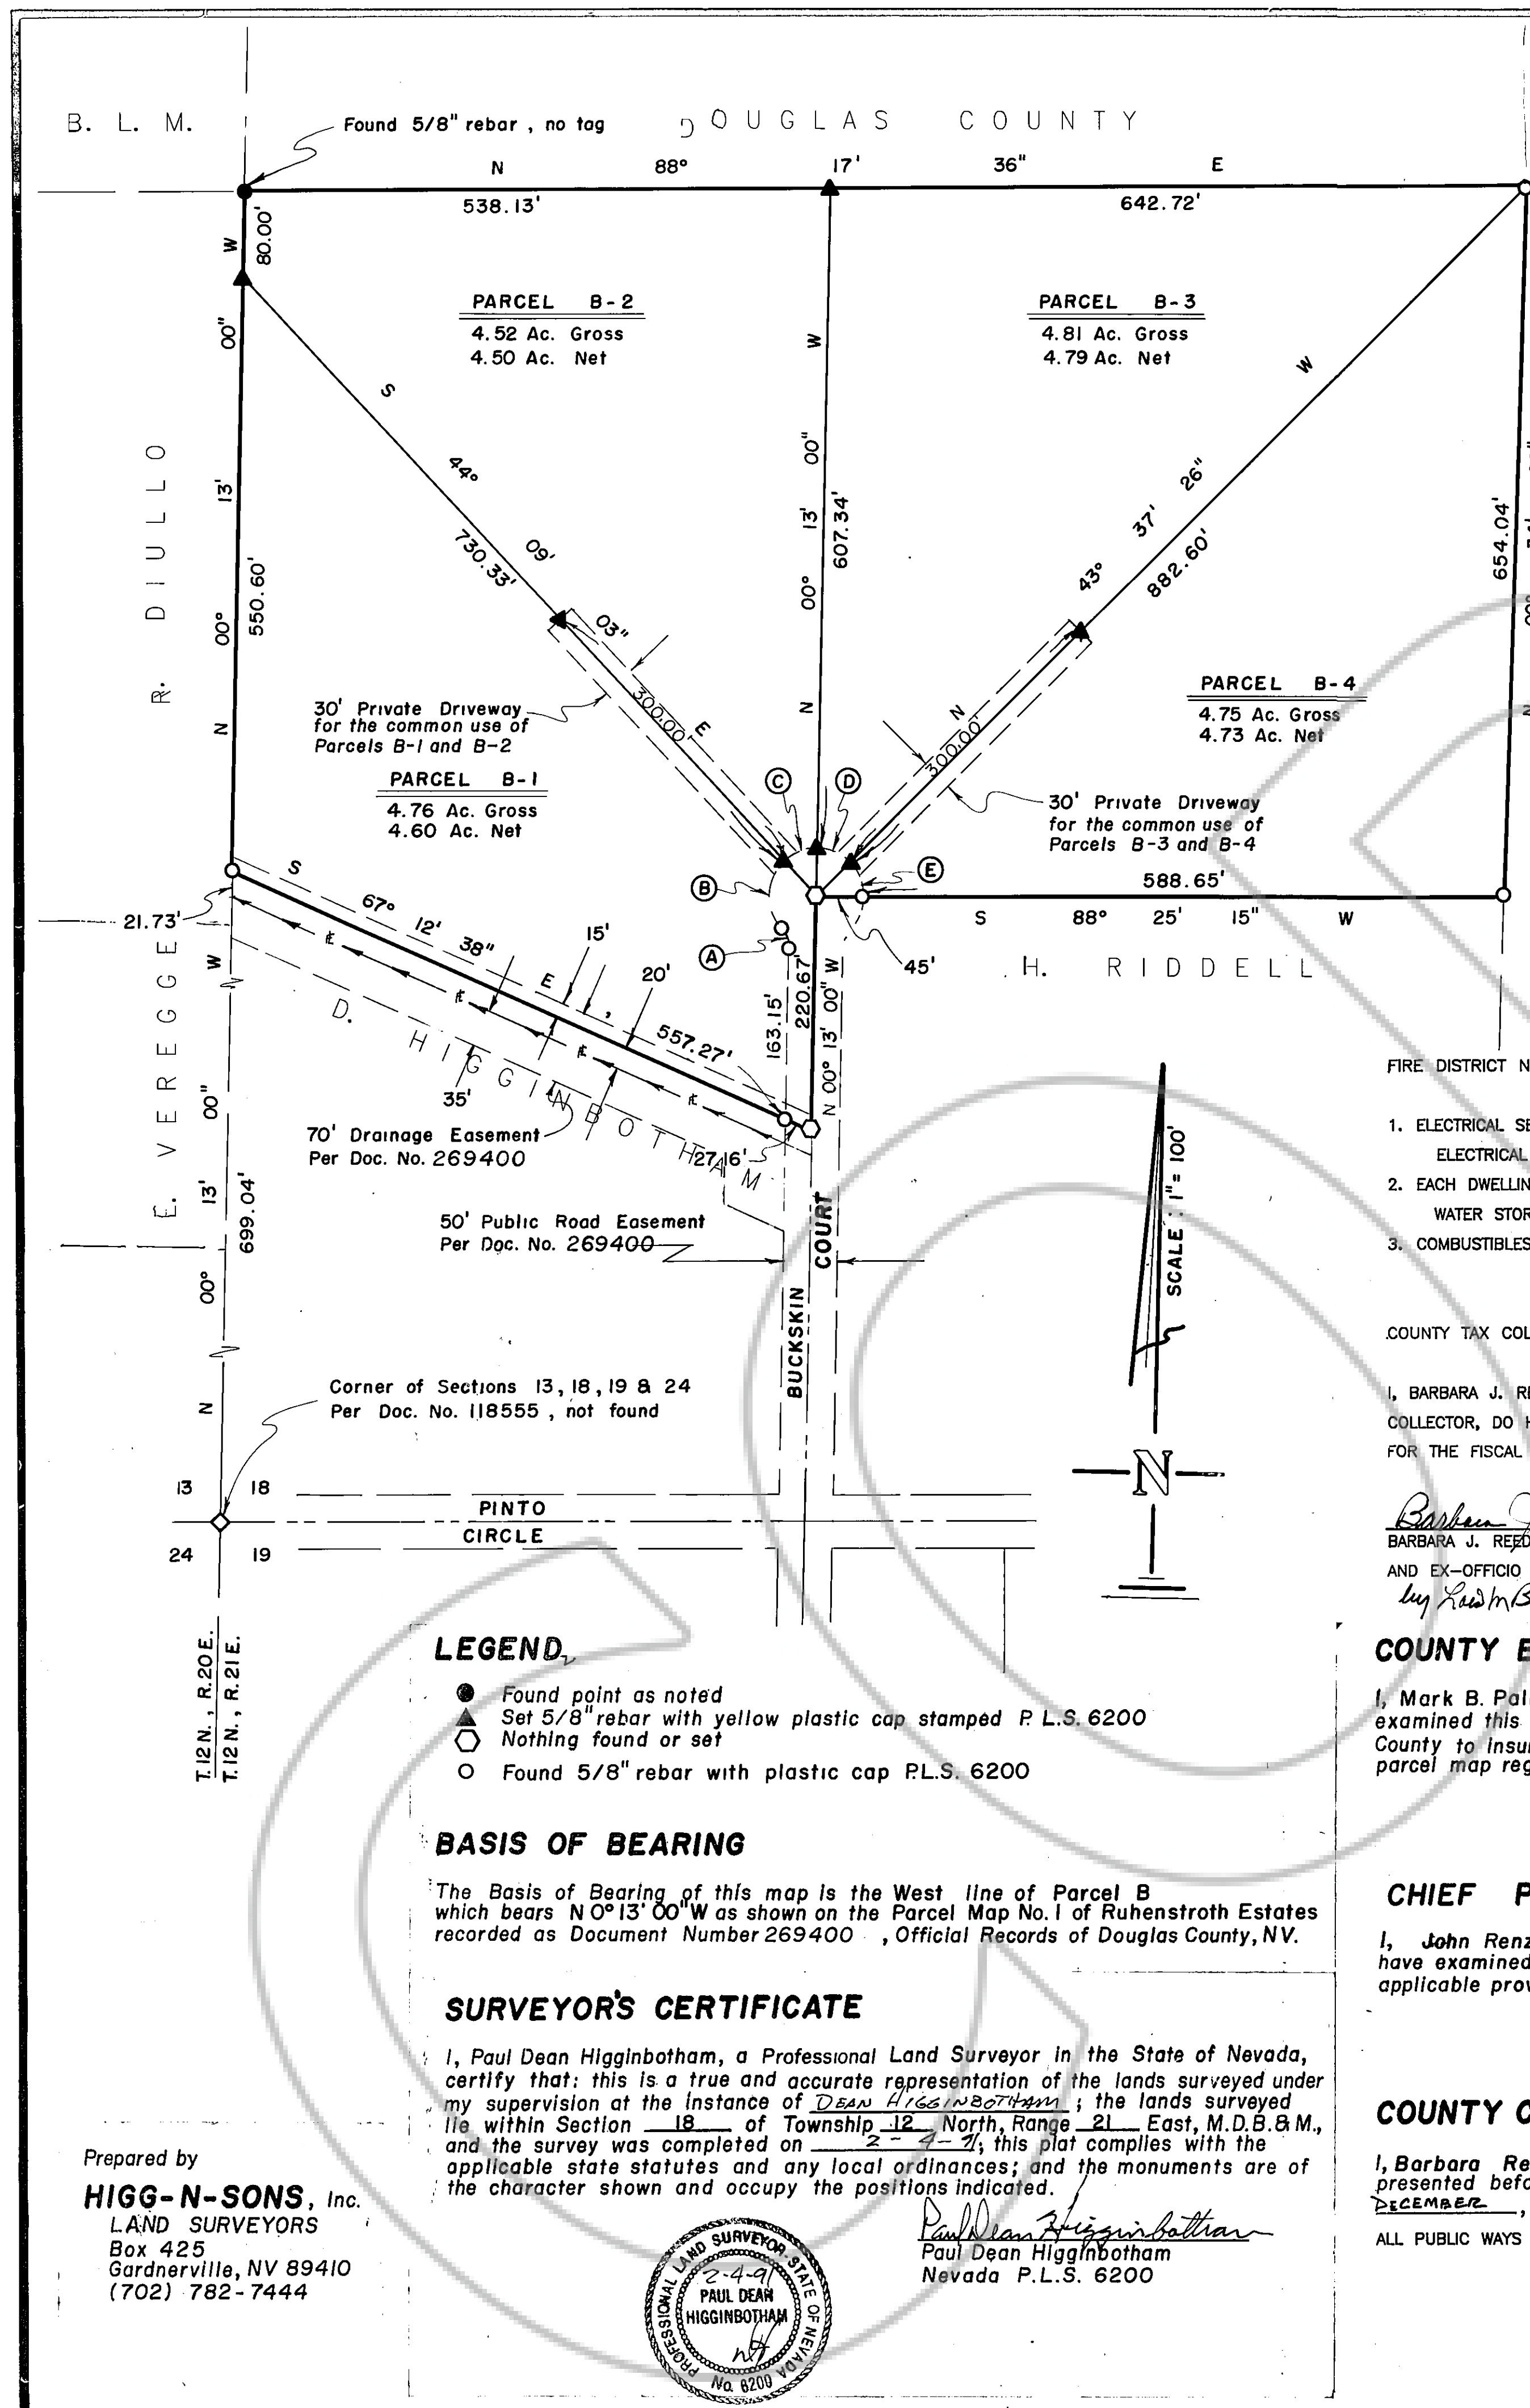 B. L. M.
Found 5/8" rebar , no tag
DOUGLAS COUNTY
N 88° 17' 36" E
538.13'
642.72'
W
80.00'
00"
13'
550.60'
00°
N
R. DIULLO
PARCEL B-2
4.52 Ac. Gross
4.50 Ac. Net
PARCEL B-3
4.81 Ac. Gross
4.79 Ac. Net
S 44° 09' 03" E
730.33'
300.00'
N 00° 13' 00" W
607.34'
N 43° 37' 26" W
882.60'
300.00'
654.04'
30' Private Driveway
for the common use of
Parcels B-1 and B-2
PARCEL B-1
4.76 Ac. Gross
4.60 Ac. Net
PARCEL B-4
4.75 Ac. Gross
4.73 Ac. Net
30' Private Driveway
for the common use of
Parcels B-3 and B-4
C
D
B
E
A
588.65'
S 88° 25' 15" W
45'
H. RIDDELL
21.73'
S 67° 12' 38" E , 557.27'
15'
20'
35'
27.16'
163.15'
220.67'
N 00° 13' 00" W
D. HIGGINBOTHAM
E. VEREGGE
N 00° 13' 00" W
699.04'
70' Drainage Easement
Per Doc. No. 269400
50' Public Road Easement
Per Doc. No. 269400
BUCKSKIN COURT
SCALE : 1" = 100'
N
Corner of Sections 13, 18, 19 & 24
Per Doc. No. 118555 , not found
13 18
24 19
PINTO
CIRCLE
T.12N., R.20E.
T.12N., R.21E.
FIRE DISTRICT N
1. ELECTRICAL SE
ELECTRICAL
2. EACH DWELLIN
WATER STOR
3. COMBUSTIBLES
COUNTY TAX COL
I, BARBARA J. RE
COLLECTOR, DO H
FOR THE FISCAL
Barbara J
BARBARA J. REED
AND EX-OFFICIO
by
LEGEND
Found point as noted
Set 5/8" rebar with yellow plastic cap stamped P.L.S. 6200
Nothing found or set
Found 5/8" rebar with plastic cap P.L.S. 6200
BASIS OF BEARING
The Basis of Bearing of this map is the West line of Parcel B
which bears N 0° 13' 00" W as shown on the Parcel Map No. 1 of Ruhenstroth Estates
recorded as Document Number 269400 , Official Records of Douglas County, NV.
SURVEYOR'S CERTIFICATE
I, Paul Dean Higginbotham, a Professional Land Surveyor in the State of Nevada,
certify that: this is a true and accurate representation of the lands surveyed under
my supervision at the instance of DEAN HIGGINBOTHAM ; the lands surveyed
lie within Section 18 of Township 12 North, Range 21 East, M.D.B.& M.,
and the survey was completed on 2-4-91; this plat complies with the
applicable state statutes and any local ordinances; and the monuments are of
the character shown and occupy the positions indicated.
Paul Dean Higginbotham
Paul Dean Higginbotham
Nevada P.L.S. 6200
PROFESSIONAL LAND SURVEYOR-STATE OF NEVADA
2-4-91
PAUL DEAN
HIGGINBOTHAM
No. 6200
Prepared by
HIGG-N-SONS, Inc.
LAND SURVEYORS
Box 425
Gardnerville, NV 89410
(702) 782-7444
COUNTY E
I, Mark B. Pal
examined this
County to insu
parcel map reg
CHIEF P
I, John Renz
have examined
applicable prov
COUNTY C
I, Barbara Re
presented befo
DECEMBER ,
ALL PUBLIC WAYS